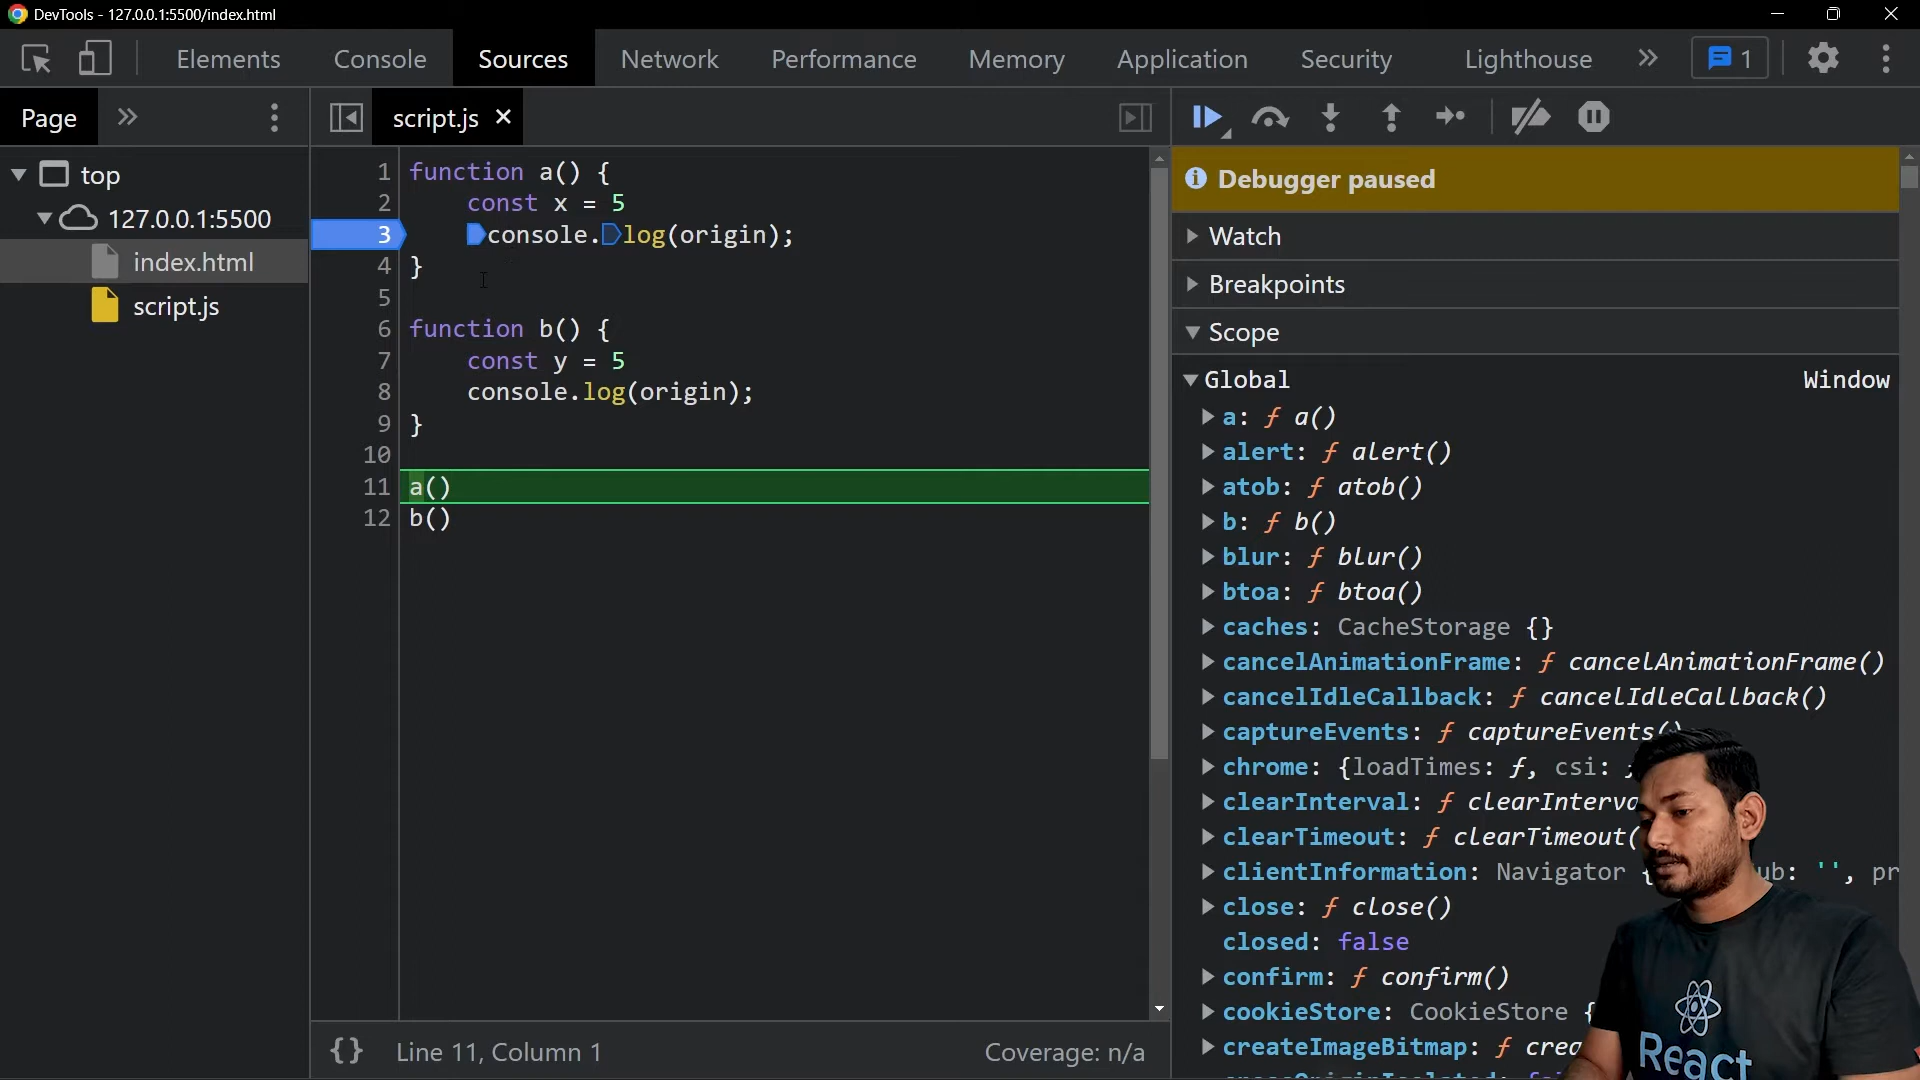 DevTools - 127.0.0.1:5500/index.html
Elements Console Sources Network Performance Memory Application Security Lighthouse 1
Page script.js
top
127.0.0.1:5500
index.html
script.js
1 function a() {
2 const x = 5
3 console.log(origin);
4 }
5
6 function b() {
7 const y = 5
8 console.log(origin);
9 }
10
11 a()
12 b()
{} Line 11, Column 1 Coverage: n/a
Debugger paused
Watch
Breakpoints
Scope
Global Window
a: ƒ a()
alert: ƒ alert()
atob: ƒ atob()
b: ƒ b()
blur: ƒ blur()
btoa: ƒ btoa()
caches: CacheStorage {}
cancelAnimationFrame: ƒ cancelAnimationFrame()
cancelIdleCallback: ƒ cancelIdleCallback()
captureEvents: ƒ captureEvents()
chrome: {loadTimes: ƒ, csi:
clearInterval: ƒ clearInterva
clearTimeout: ƒ clearTimeout(
clientInformation: Navigator { ub: '', pr
close: ƒ close()
closed: false
confirm: ƒ confirm()
cookieStore: CookieStore {
createImageBitmap: ƒ crea
React